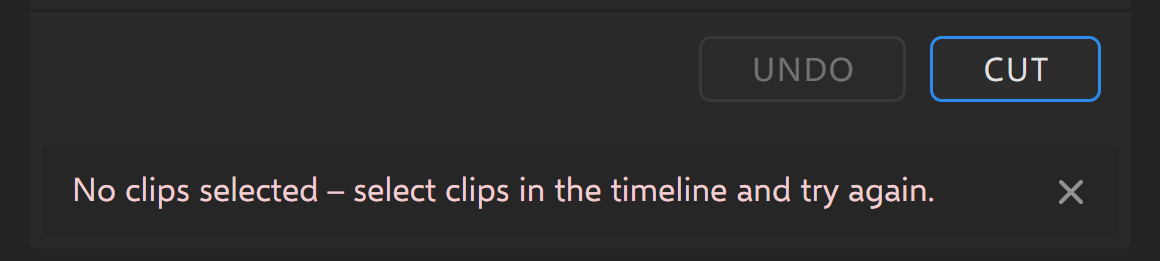 UNDO CUT
No clips selected – select clips in the timeline and try again.